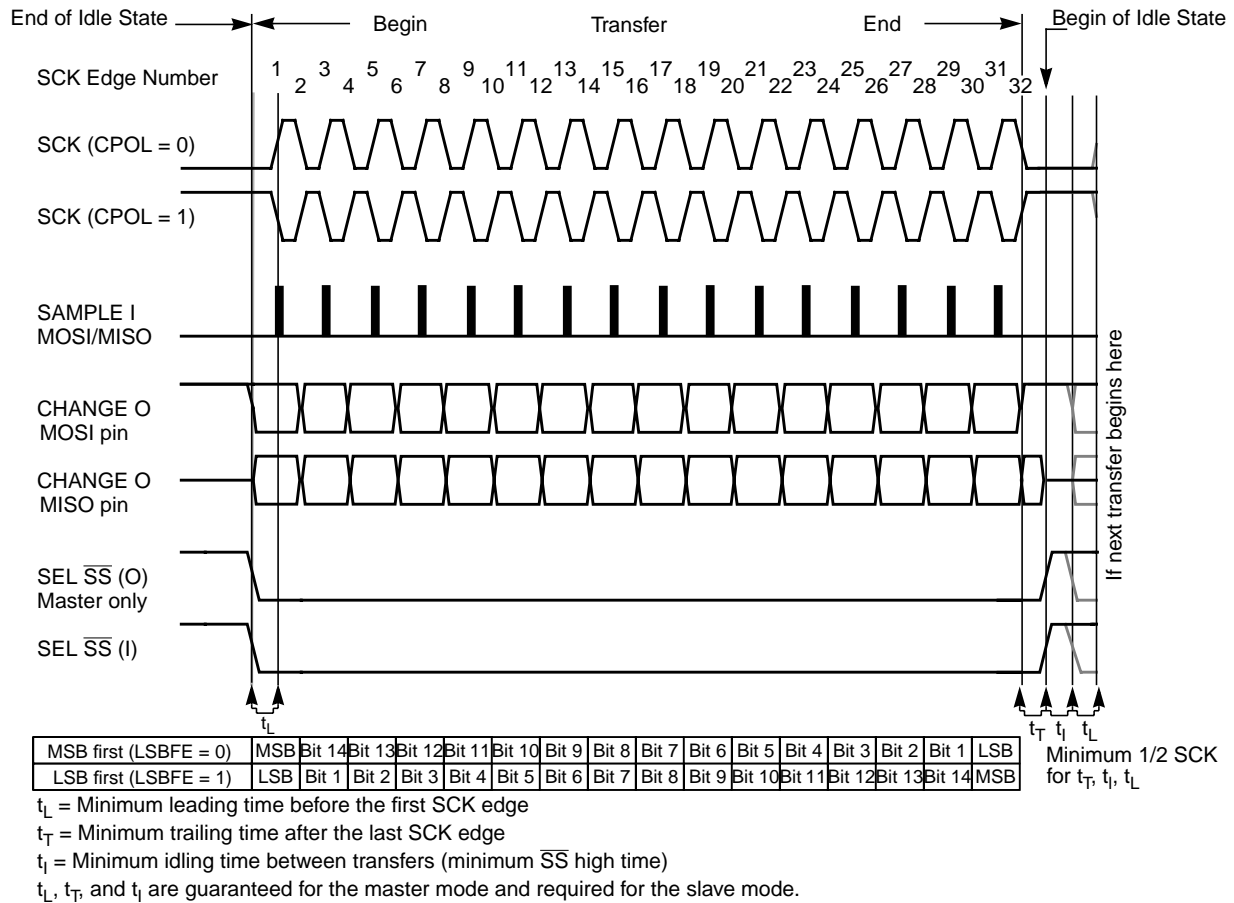 End of Idle State
Begin
Transfer
End
Begin of Idle State
SCK Edge Number
1 3 5 7 9 11 13 15 17 19 21 23 25 27 29 31
2 4 6 8 10 12 14 16 18 20 22 24 26 28 30 32
SCK (CPOL = 0)
SCK (CPOL = 1)
SAMPLE I
MOSI/MISO
CHANGE O
MOSI pin
CHANGE O
MISO pin
SEL S̅S̅ (O)
Master only
SEL S̅S̅ (I)
If next transfer begins here
tL
tT tI tL
MSB first (LSBFE = 0) MSB Bit 14 Bit 13 Bit 12 Bit 11 Bit 10 Bit 9 Bit 8 Bit 7 Bit 6 Bit 5 Bit 4 Bit 3 Bit 2 Bit 1 LSB
LSB first (LSBFE = 1) LSB Bit 1 Bit 2 Bit 3 Bit 4 Bit 5 Bit 6 Bit 7 Bit 8 Bit 9 Bit 10 Bit 11 Bit 12 Bit 13 Bit 14 MSB
Minimum 1/2 SCK
for tT, tI, tL
tL = Minimum leading time before the first SCK edge
tT = Minimum trailing time after the last SCK edge
tI = Minimum idling time between transfers (minimum S̅S̅ high time)
tL, tT, and tI are guaranteed for the master mode and required for the slave mode.